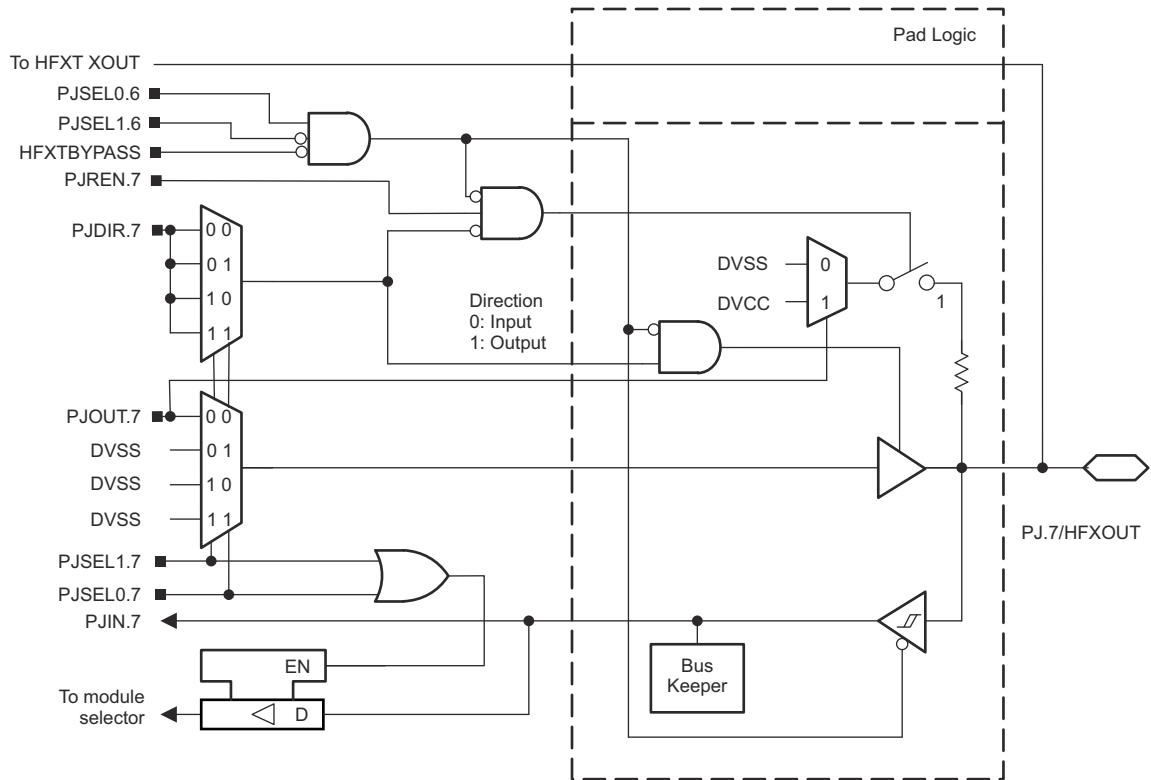 Pad Logic
To HFXT XOUT
PJSEL0.6
PJSEL1.6
HFXTBYPASS
PJREN.7
PJDIR.7
0 0
0 1
1 0
1 1
Direction
0: Input
1: Output
DVSS
0
DVCC
1
1
PJOUT.7
0 0
DVSS
0 1
DVSS
1 0
DVSS
1 1
PJ.7/HFXOUT
PJSEL1.7
PJSEL0.7
PJIN.7
Bus
Keeper
EN
To module
selector
D